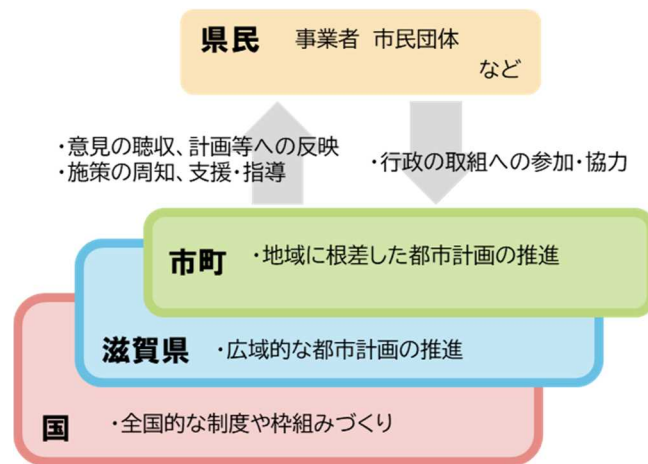 県民 事業者 市民団体
など
・意見の聴収、計画等への反映
・施策の周知、支援・指導
・行政の取組への参加・協力
市町 ・地域に根差した都市計画の推進
滋賀県 ・広域的な都市計画の推進
国 ・全国的な制度や枠組みづくり